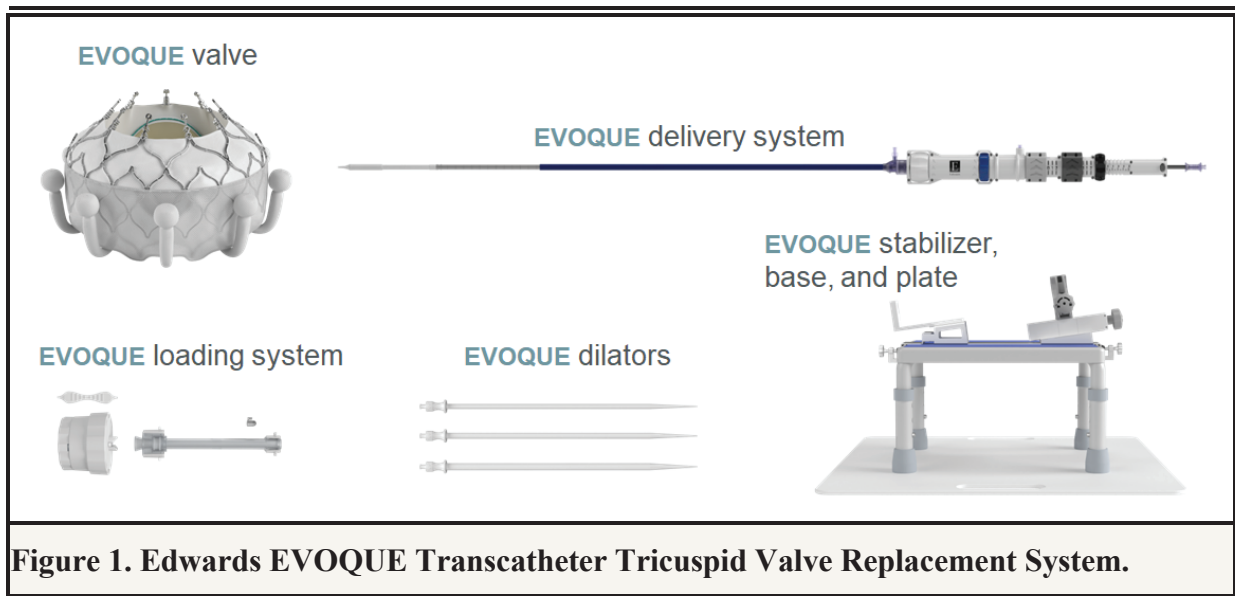 EVOQUE valve
EVOQUE delivery system
EVOQUE stabilizer,
base, and plate
EVOQUE loading system
EVOQUE dilators
Figure 1. Edwards EVOQUE Transcatheter Tricuspid Valve Replacement System.